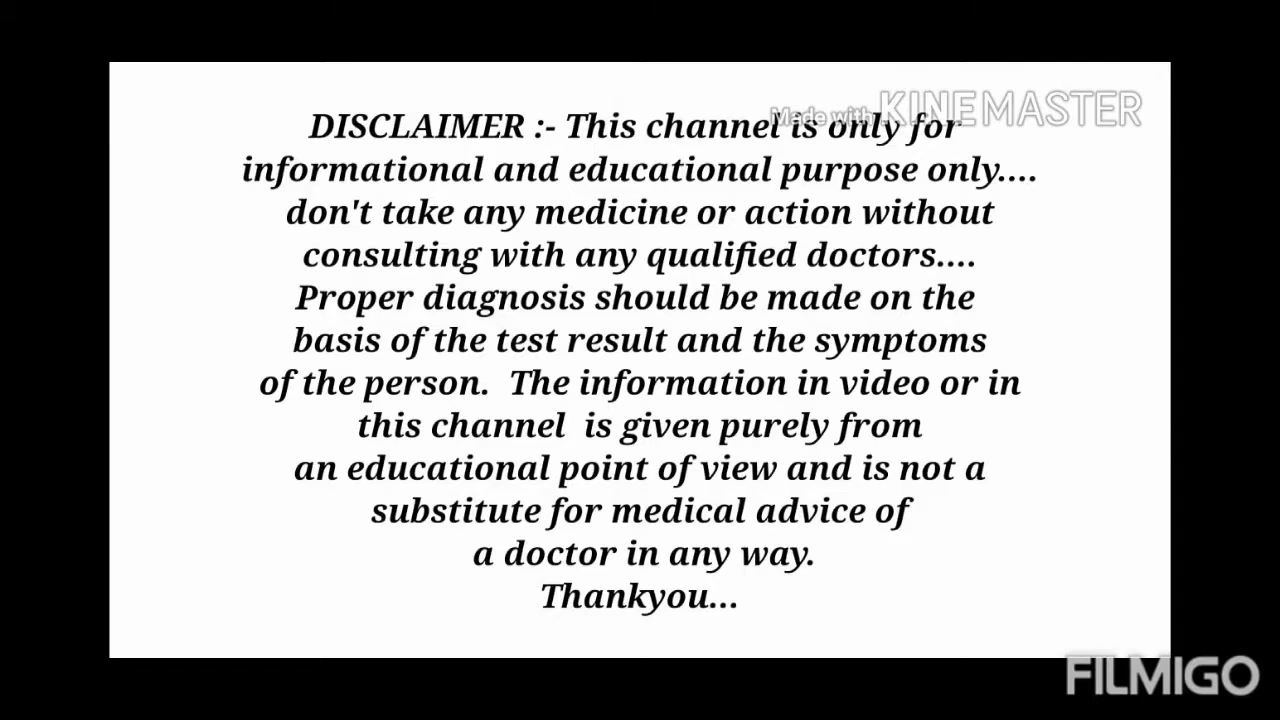 Made with KINEMASTER
DISCLAIMER :- This channel is only for
informational and educational purpose only....
don't take any medicine or action without
consulting with any qualified doctors....
Proper diagnosis should be made on the
basis of the test result and the symptoms
of the person.  The information in video or in
this channel  is given purely from
an educational point of view and is not a
substitute for medical advice of
a doctor in any way.
Thankyou...
FILMIGO